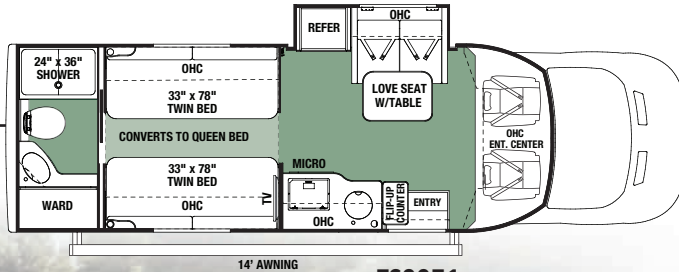 OHC
REFER
24" x 36"
SHOWER
OHC
LOVE SEAT
W/TABLE
33" x 78"
TWIN BED
CONVERTS TO QUEEN BED
OHC
ENT. CENTER
MICRO
33" x 78"
TWIN BED
TV
WARD
OHC
OHC
FLIP-UP
COUNTER
ENTRY
14' AWNING